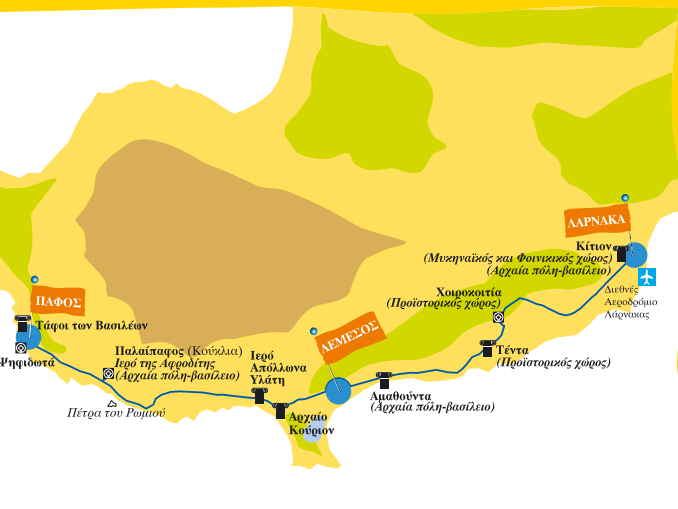 ΛΑΡΝΑΚΑ
Κίτιον
(Μυκηναϊκός και Φοινικικός χώρος)
(Αρχαία πόλη-βασίλειο)
Διεθνές
Αεροδρόμιο
Λάρνακας
Χοιροκοιτία
(Προϊστορικός χώρος)
ΠΑΦΟΣ
Τάφοι των Βασιλέων
Ψηφιδωτά
ΛΕΜΕΣΟΣ
Παλαίπαφος (Κούκλια)
Ιερό της Αφροδίτης
(Αρχαία πόλη-βασίλειο)
Ιερό
Απόλλωνα
Υλάτη
Τέντα
(Προϊστορικός χώρος)
Πέτρα του Ρωμιού
Αρχαίο
Κούριον
Αμαθούντα
(Αρχαία πόλη-βασίλειο)